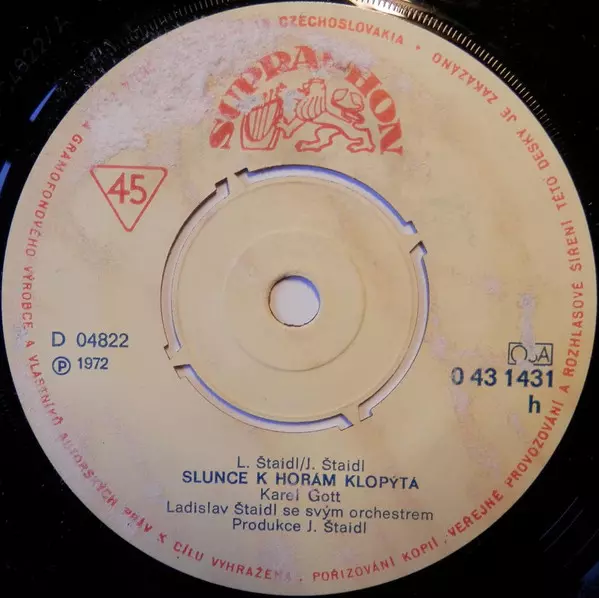 CZECHOSLOVAKIA • VEŘEJNÉ PROVOZOVÁNÍ A ROZHLASOVÉ ŠÍŘENÍ TÉTO DESKY JE ZAKÁZÁNO •
GRAMOFONOVÉHO VÝROBCE A VLASTNÍKŮ AUTORSKÝCH PRÁV K CÍLU VYHRAŽENA • POŘIZOVÁNÍ KOPIÍ
SUPRAPHON
45
D 04822
Ⓟ 1972
OSA
0 43 1431
h
L. Štaidl/J. Štaidl
SLUNCE K HORÁM KLOPÝTÁ
Karel Gott
Ladislav Štaidl se svým orchestrem
Produkce J. Štaidl